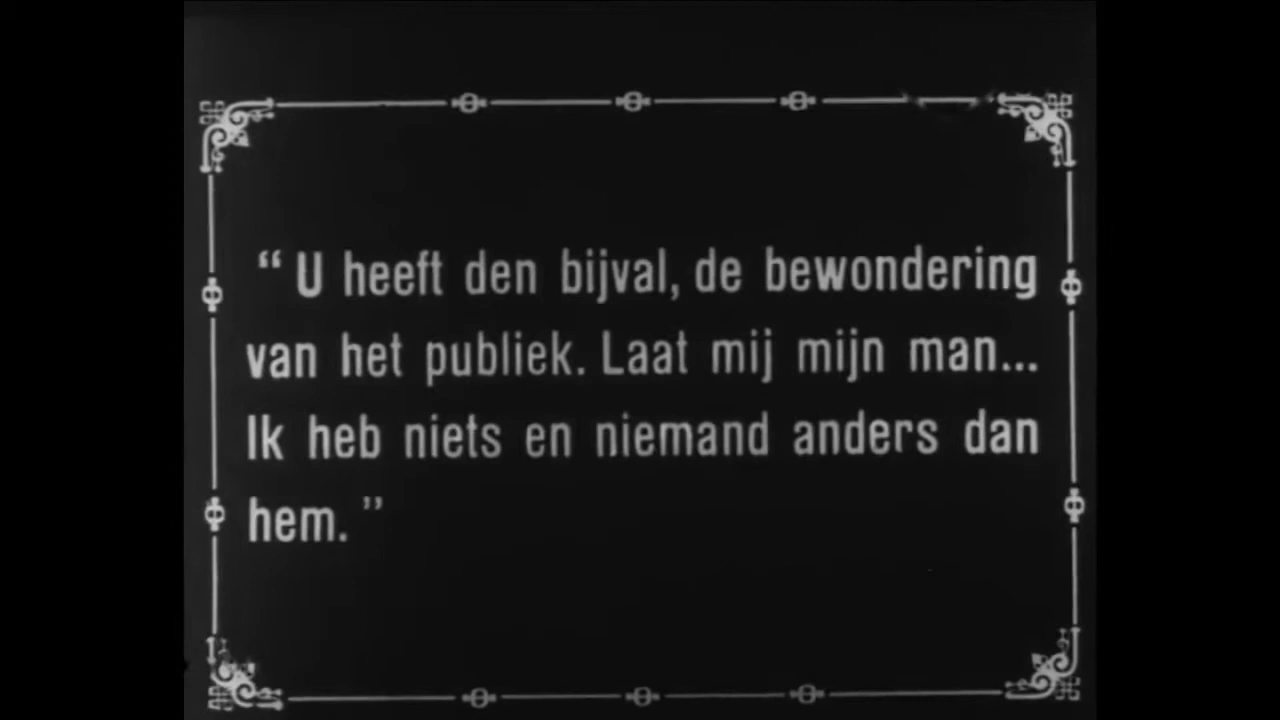 “U heeft den bijval, de bewondering
van het publiek. Laat mij mijn man...
Ik heb niets en niemand anders dan
hem.”